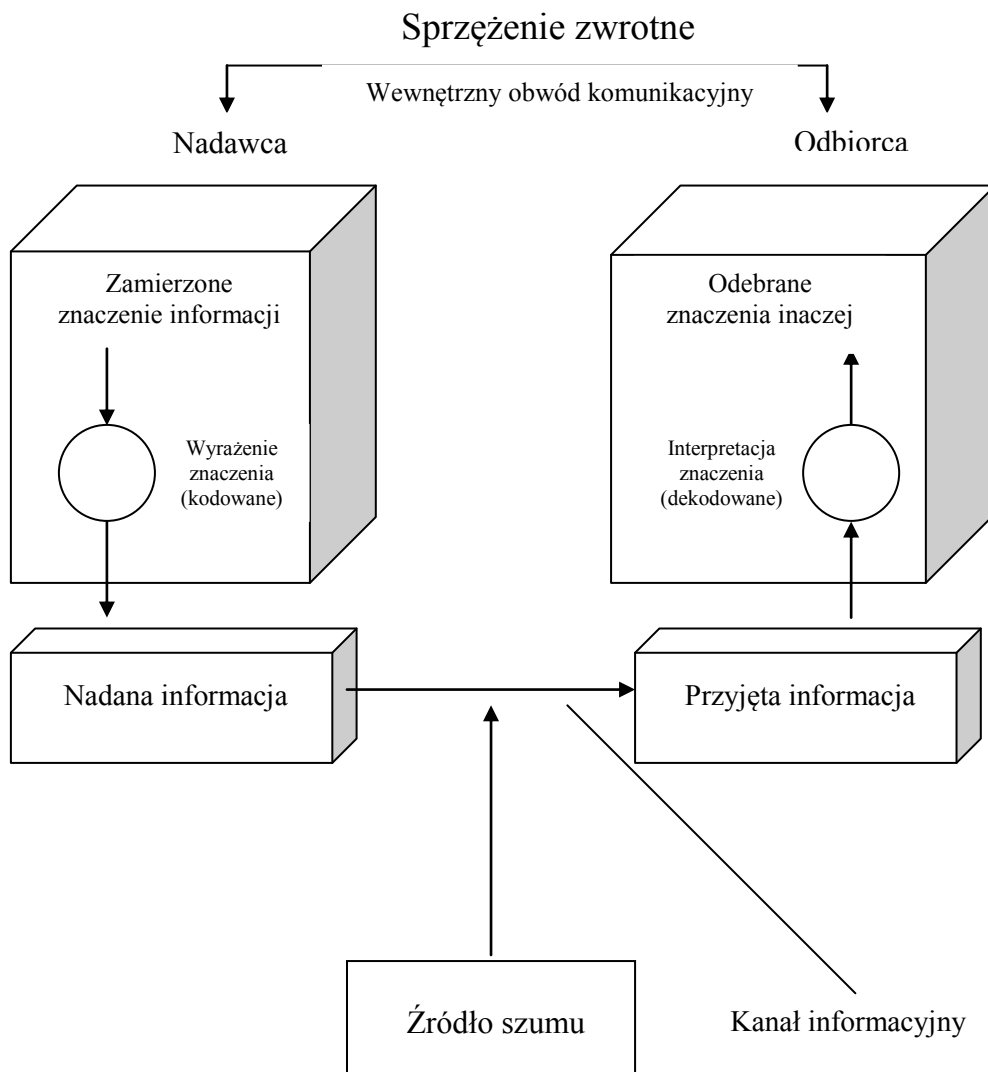 Sprzężenie zwrotne
Wewnętrzny obwód komunikacyjny
Nadawca
Odbiorca
Zamierzone
znaczenie informacji
Odebrane
znaczenia inaczej
Wyrażenie
znaczenia
(kodowane)
Interpretacja
znaczenia
(dekodowane)
Nadana informacja
Przyjęta informacja
Źródło szumu
Kanał informacyjny